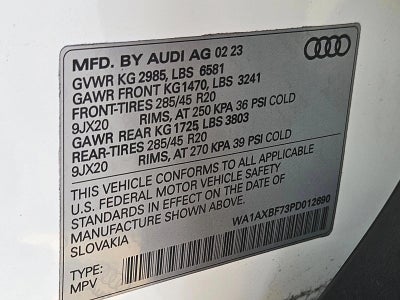 MFD. BY AUDI AG 02 23
GVWR KG 2985, LBS 6581
GAWR FRONT KG1470, LBS 3241
FRONT-TIRES 285/45 R20
9JX20 RIMS, AT 250 KPA 36 PSI COLD
GAWR REAR KG 1725 LBS 3803
REAR-TIRES 285/45 R20
9JX20 RIMS, AT 270 KPA 39 PSI COLD
THIS VEHICLE CONFORMS TO ALL APPLICABLE
U.S. FEDERAL MOTOR VEHICLE SAFETY
STANDARDS IN EFFECT ON THE DATE OF
MANUFACTURE SHOWN ABOVE.
SLOVAKIA
WA1AXBF73PD012690
TYPE:
MPV